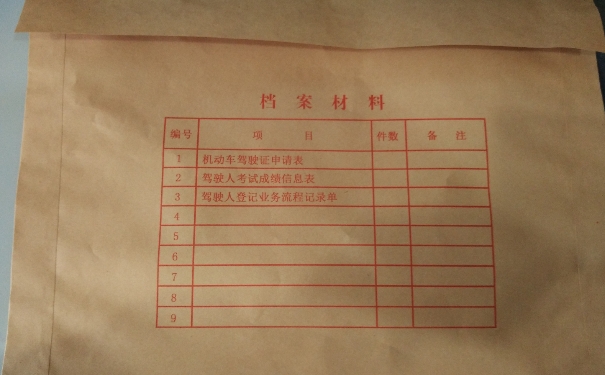 档案材料
编号 项目 件数 备注
1 机动车驾驶证申请表
2 驾驶人考试成绩信息表
3 驾驶人登记业务流程记录单
4
5
6
7
8
9